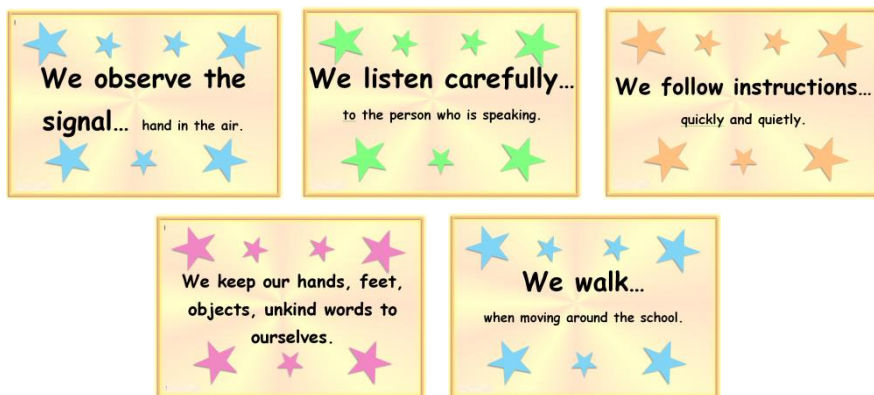 We observe the
signal... hand in the air.
We listen carefully...
to the person who is speaking.
We follow instructions...
quickly and quietly.
We keep our hands, feet,
objects, unkind words to
ourselves.
We walk...
when moving around the school.